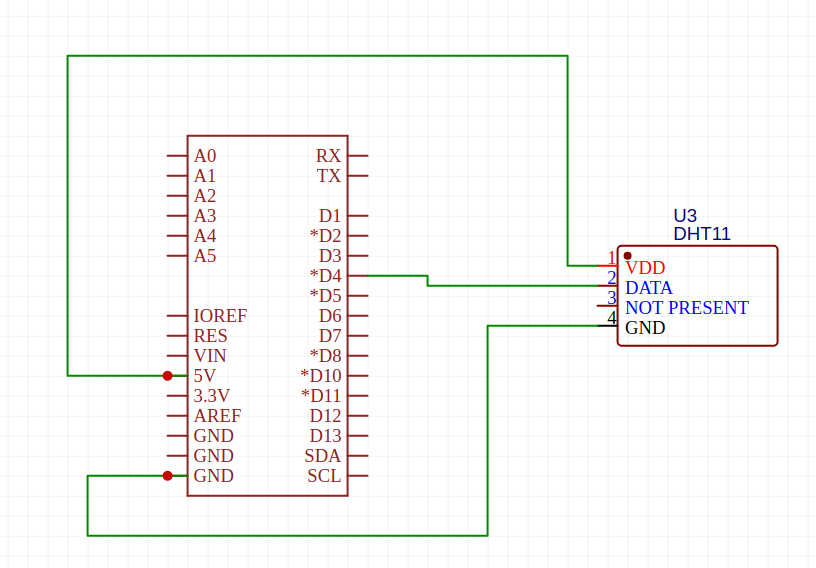 A0
A1
A2
A3
A4
A5
IOREF
RES
VIN
5V
3.3V
AREF
GND
GND
GND
RX
TX
D1
*D2
D3
*D4
*D5
D6
D7
*D8
*D10
*D11
D12
D13
SDA
SCL
U3
DHT11
1 VDD
2 DATA
3 NOT PRESENT
4 GND